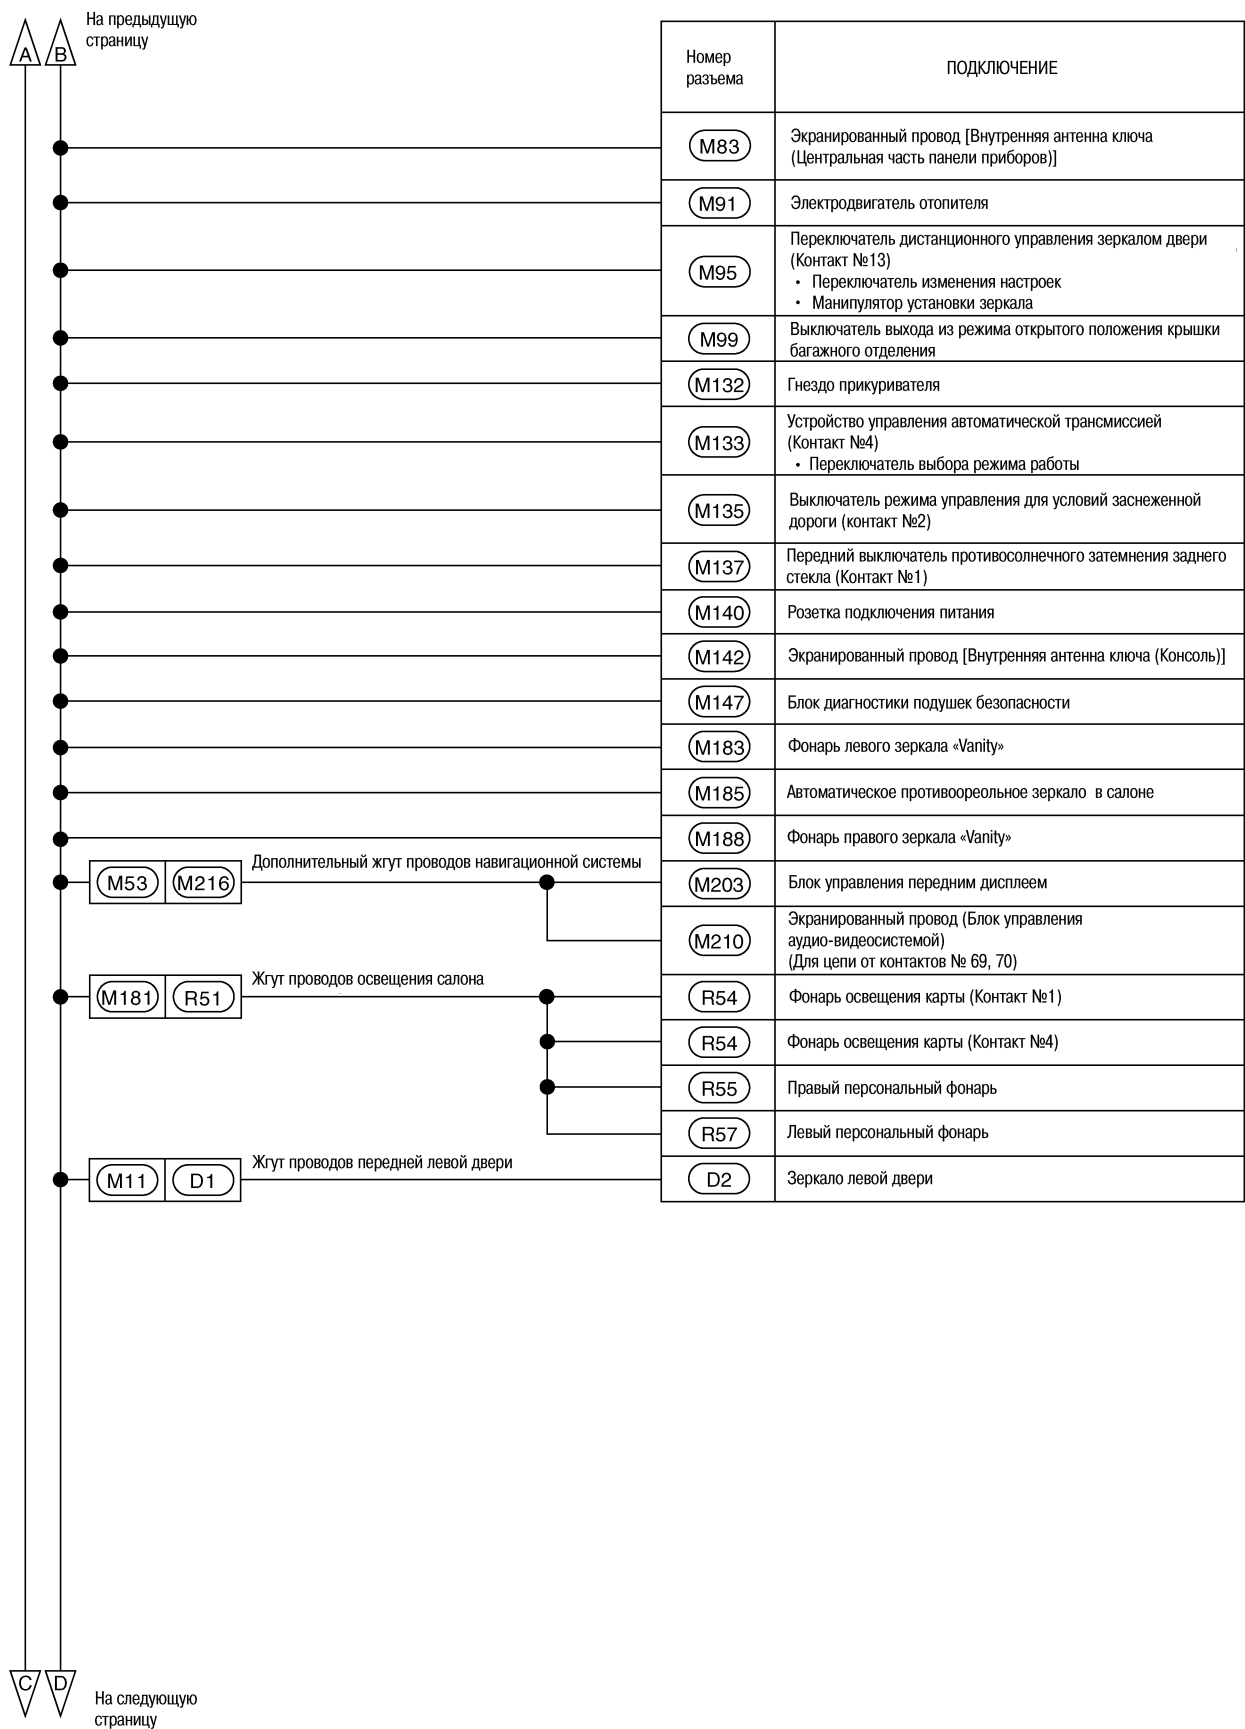 На предыдущую
страницу
A
B
Номер
разъема
ПОДКЛЮЧЕНИЕ
M83
Экранированный провод [Внутренняя антенна ключа
(Центральная часть панели приборов)]
M91
Электродвигатель отопителя
M95
Переключатель дистанционного управления зеркалом двери
(Контакт №13)
• Переключатель изменения настроек
• Манипулятор установки зеркала
M99
Выключатель выхода из режима открытого положения крышки
багажного отделения
M132
Гнездо прикуривателя
M133
Устройство управления автоматической трансмиссией
(Контакт №4)
• Переключатель выбора режима работы
M135
Выключатель режима управления для условий заснеженной
дороги (контакт №2)
M137
Передний выключатель противосолнечного затемнения заднего
стекла (Контакт №1)
M140
Розетка подключения питания
M142
Экранированный провод [Внутренняя антенна ключа (Консоль)]
M147
Блок диагностики подушек безопасности
M183
Фонарь левого зеркала «Vanity»
M185
Автоматическое противоореольное зеркало в салоне
M188
Фонарь правого зеркала «Vanity»
M53
M216
Дополнительный жгут проводов навигационной системы
M203
Блок управления передним дисплеем
M210
Экранированный провод (Блок управления
аудио-видеосистемой)
(Для цепи от контактов № 69, 70)
M181
R51
Жгут проводов освещения салона
R54
Фонарь освещения карты (Контакт №1)
R54
Фонарь освещения карты (Контакт №4)
R55
Правый персональный фонарь
R57
Левый персональный фонарь
M11
D1
Жгут проводов передней левой двери
D2
Зеркало левой двери
C
D
На следующую
страницу